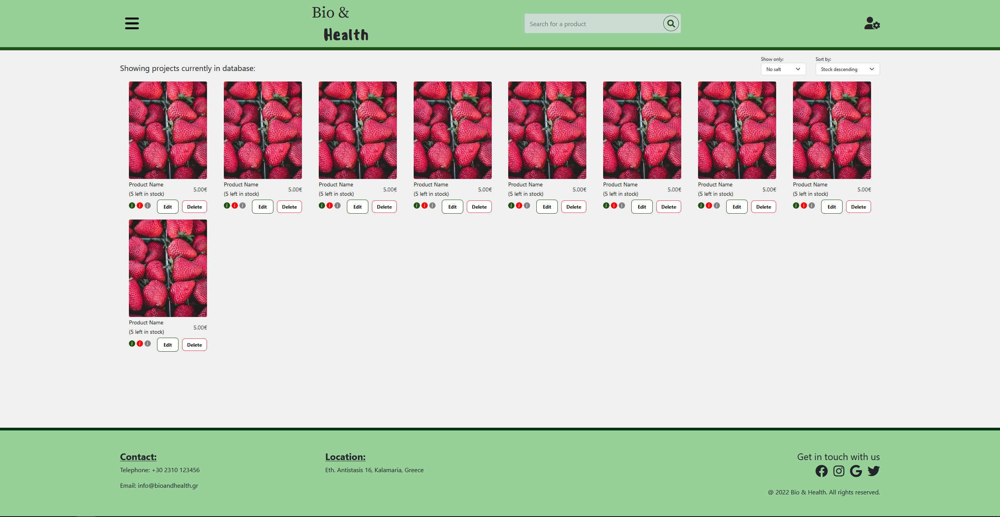 Bio &
Health
Search for a product
Showing projects currently in database:
Show only:
No salt
Sort by:
Stock descending
Product Name
(5 left in stock)
5.00€
i i i
Edit
Delete
Product Name
(5 left in stock)
5.00€
i i i
Edit
Delete
Product Name
(5 left in stock)
5.00€
i i i
Edit
Delete
Product Name
(5 left in stock)
5.00€
i i i
Edit
Delete
Product Name
(5 left in stock)
5.00€
i i i
Edit
Delete
Product Name
(5 left in stock)
5.00€
i i i
Edit
Delete
Product Name
(5 left in stock)
5.00€
i i i
Edit
Delete
Product Name
(5 left in stock)
5.00€
i i i
Edit
Delete
Product Name
(5 left in stock)
5.00€
i i i
Edit
Delete
Contact:
Telephone: +30 2310 123456
Email: info@bioandhealth.gr
Location:
Eth. Antistasis 16, Kalamaria, Greece
Get in touch with us
@ 2022 Bio & Health. All rights reserved.